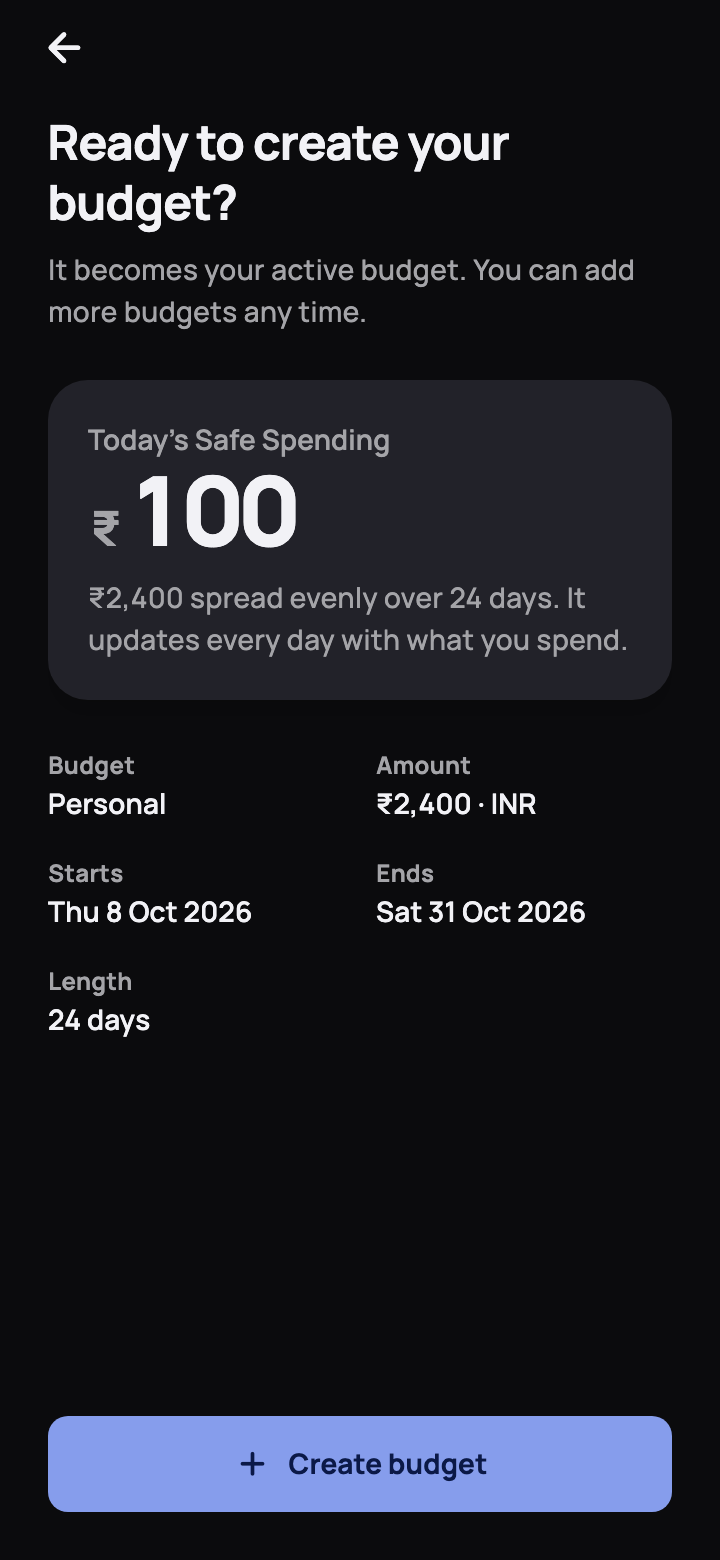 Ready to create your
budget?
It becomes your active budget. You can add
more budgets any time.
Today’s Safe Spending
₹ 100
₹2,400 spread evenly over 24 days. It
updates every day with what you spend.
Budget
Personal
Amount
₹2,400 · INR
Starts
Thu 8 Oct 2026
Ends
Sat 31 Oct 2026
Length
24 days
Create budget